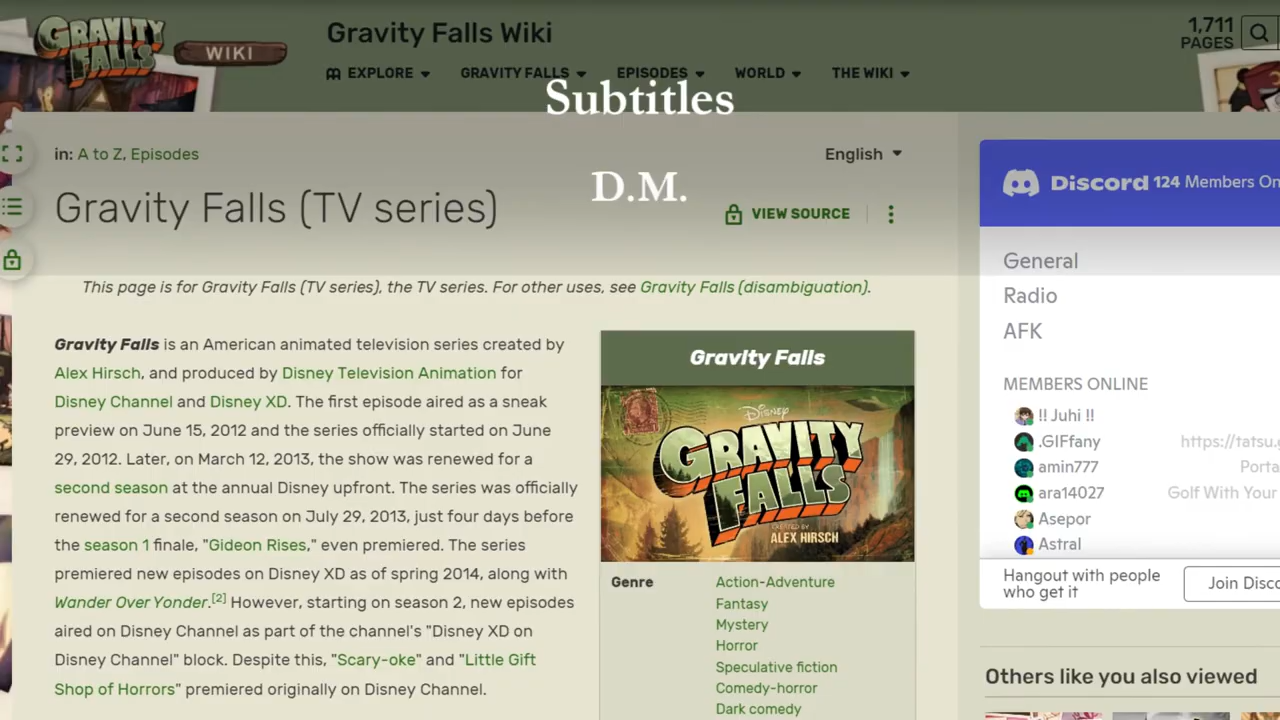 GRAVITY FALLS
WIKI
Gravity Falls Wiki
1,711
PAGES
EXPLORE
GRAVITY FALLS
EPISODES
WORLD
THE WIKI
Subtitles
D.M.
in: A to Z, Episodes
English
Gravity Falls (TV series)
VIEW SOURCE
This page is for Gravity Falls (TV series), the TV series. For other uses, see Gravity Falls (disambiguation).
Gravity Falls is an American animated television series created by
Alex Hirsch, and produced by Disney Television Animation for
Disney Channel and Disney XD. The first episode aired as a sneak
preview on June 15, 2012 and the series officially started on June
29, 2012. Later, on March 12, 2013, the show was renewed for a
second season at the annual Disney upfront. The series was officially
renewed for a second season on July 29, 2013, just four days before
the season 1 finale, "Gideon Rises," even premiered. The series
premiered new episodes on Disney XD as of spring 2014, along with
Wander Over Yonder.[2] However, starting on season 2, new episodes
aired on Disney Channel as part of the channel's "Disney XD on
Disney Channel" block. Despite this, "Scary-oke" and "Little Gift
Shop of Horrors" premiered originally on Disney Channel.
Gravity Falls
Disney
GRAVITY
FALLS
CREATED BY
ALEX HIRSCH
Genre
Action-Adventure
Fantasy
Mystery
Horror
Speculative fiction
Comedy-horror
Dark comedy
Discord 124 Members On
General
Radio
AFK
MEMBERS ONLINE
!! Juhi !!
.GIFfany https://tatsu.g
amin777 Porta
ara14027 Golf With Your
Asepor
Astral
Hangout with people
who get it
Join Disco
Others like you also viewed